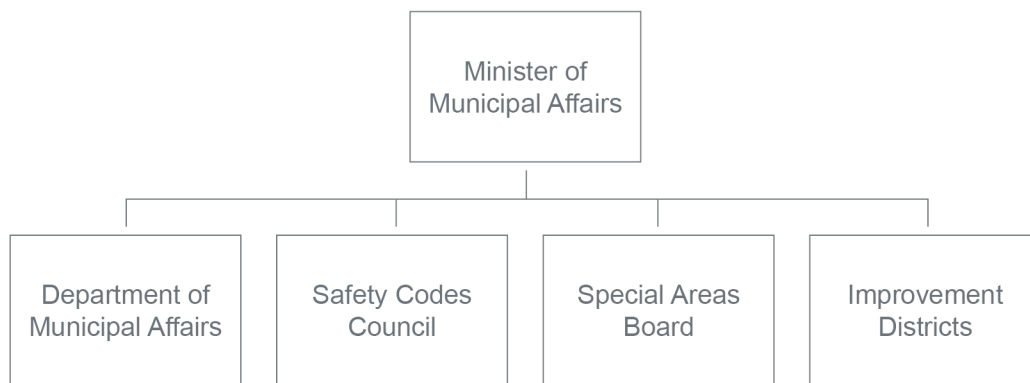 Minister of
Municipal Affairs
Department of
Municipal Affairs
Safety Codes
Council
Special Areas
Board
Improvement
Districts